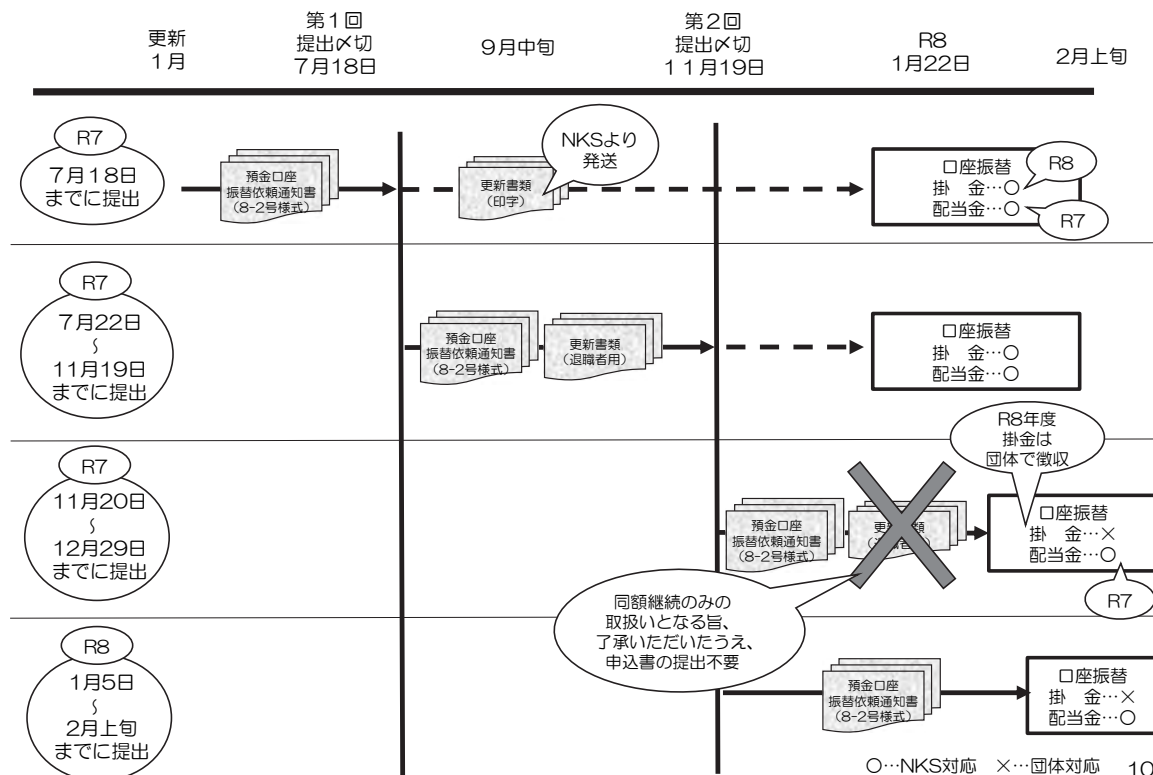 更新
1月
第1回
提出〆切
7月18日
9月中旬
第2回
提出〆切
11月19日
R8
1月22日
2月上旬
R7
7月18日
までに提出
預金口座
振替依頼通知書
(8-2号様式)
NKSより
発送
更新書類
(印字)
口座振替
掛 金…○
配当金…○
R8
R7
R7
7月22日
~
11月19日
までに提出
預金口座
振替依頼通知書
(8-2号様式)
更新書類
(退職者用)
口座振替
掛 金…○
配当金…○
R7
11月20日
~
12月29日
までに提出
預金口座
振替依頼通知書
(8-2号様式)
R8年度
掛金は
団体で徴収
口座振替
掛 金…×
配当金…○
R7
同額継続のみの
取扱いとなる旨、
了承いただいたうえ、
申込書の提出不要
R8
1月5日
~
2月上旬
までに提出
預金口座
振替依頼通知書
(8-2号様式)
口座振替
掛 金…×
配当金…○
○…NKS対応 ×…団体対応 10